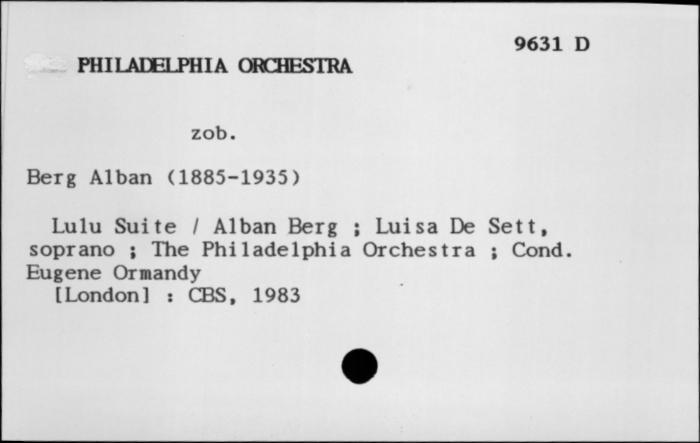 9631 D
PHILADELPHIA ORCHESTRA
zob.
Berg Alban (1885-1935)
Lulu Suite / Alban Berg ; Luisa De Sett,
soprano ; The Philadelphia Orchestra ; Cond.
Eugene Ormandy
[London] : CBS, 1983